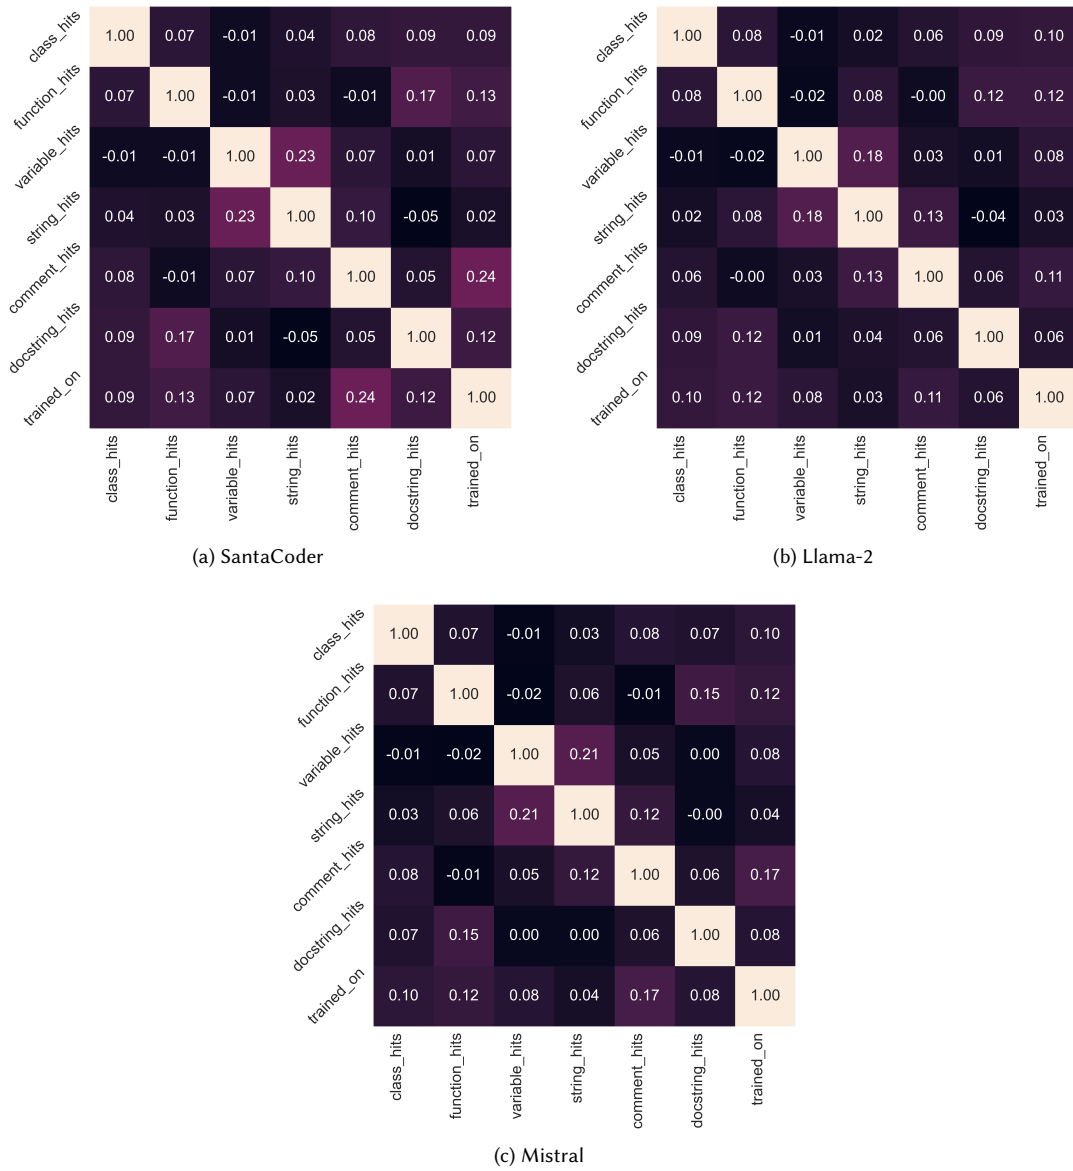 class_hits 1.00 0.07 -0.01 0.04 0.08 0.09 0.09
function_hits 0.07 1.00 -0.01 0.03 -0.01 0.17 0.13
variable_hits -0.01 -0.01 1.00 0.23 0.07 0.01 0.07
string_hits 0.04 0.03 0.23 1.00 0.10 -0.05 0.02
comment_hits 0.08 -0.01 0.07 0.10 1.00 0.05 0.24
docstring_hits 0.09 0.17 0.01 -0.05 0.05 1.00 0.12
trained_on 0.09 0.13 0.07 0.02 0.24 0.12 1.00
class_hits function_hits variable_hits string_hits comment_hits docstring_hits trained_on
(a) SantaCoder
class_hits 1.00 0.08 -0.01 0.02 0.06 0.09 0.10
function_hits 0.08 1.00 -0.02 0.08 -0.00 0.12 0.12
variable_hits -0.01 -0.02 1.00 0.18 0.03 0.01 0.08
string_hits 0.02 0.08 0.18 1.00 0.13 -0.04 0.03
comment_hits 0.06 -0.00 0.03 0.13 1.00 0.06 0.11
docstring_hits 0.09 0.12 0.01 0.04 0.06 1.00 0.06
trained_on 0.10 0.12 0.08 0.03 0.11 0.06 1.00
class_hits function_hits variable_hits string_hits comment_hits docstring_hits trained_on
(b) Llama-2
class_hits 1.00 0.07 -0.01 0.03 0.08 0.07 0.10
function_hits 0.07 1.00 -0.02 0.06 -0.01 0.15 0.12
variable_hits -0.01 -0.02 1.00 0.21 0.05 0.00 0.08
string_hits 0.03 0.06 0.21 1.00 0.12 -0.00 0.04
comment_hits 0.08 -0.01 0.05 0.12 1.00 0.06 0.17
docstring_hits 0.07 0.15 0.00 0.00 0.06 1.00 0.08
trained_on 0.10 0.12 0.08 0.04 0.17 0.08 1.00
class_hits function_hits variable_hits string_hits comment_hits docstring_hits trained_on
(c) Mistral